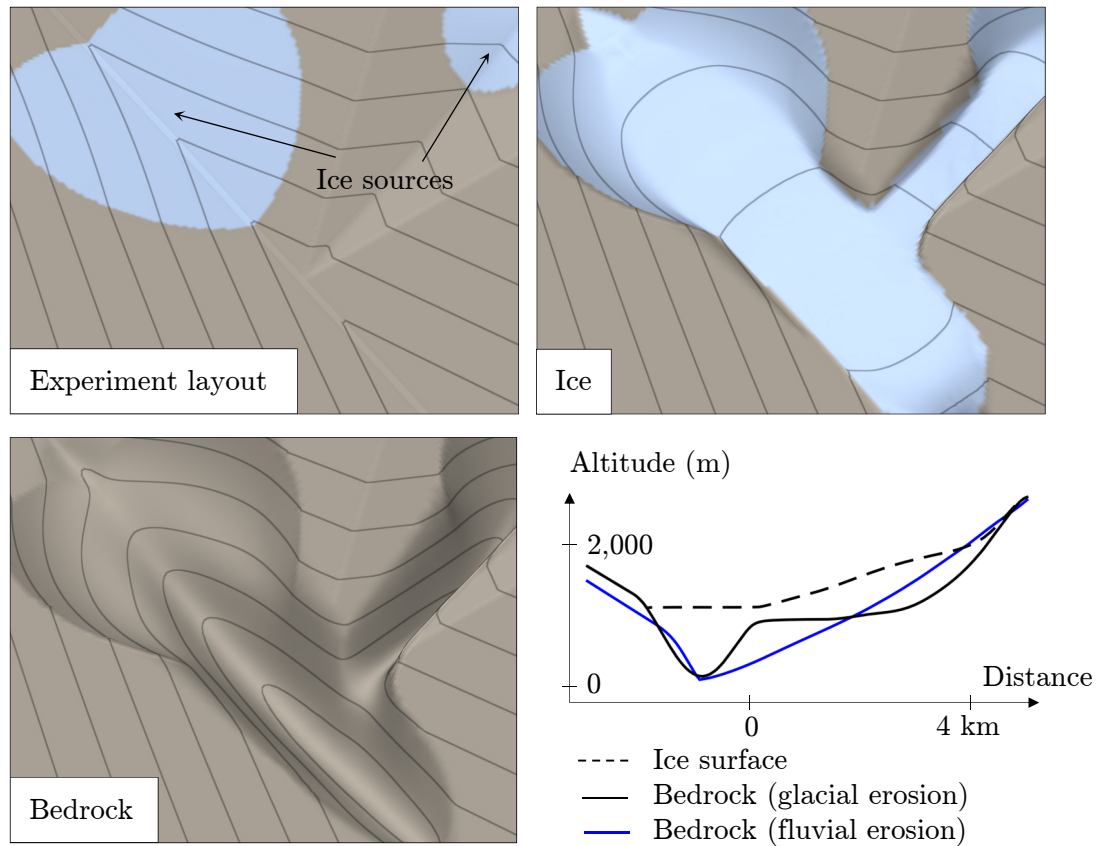 Ice sources
Experiment layout
Ice
Bedrock
Altitude (m)
2,000
0
Distance
0
4 km
Ice surface
Bedrock (glacial erosion)
Bedrock (fluvial erosion)